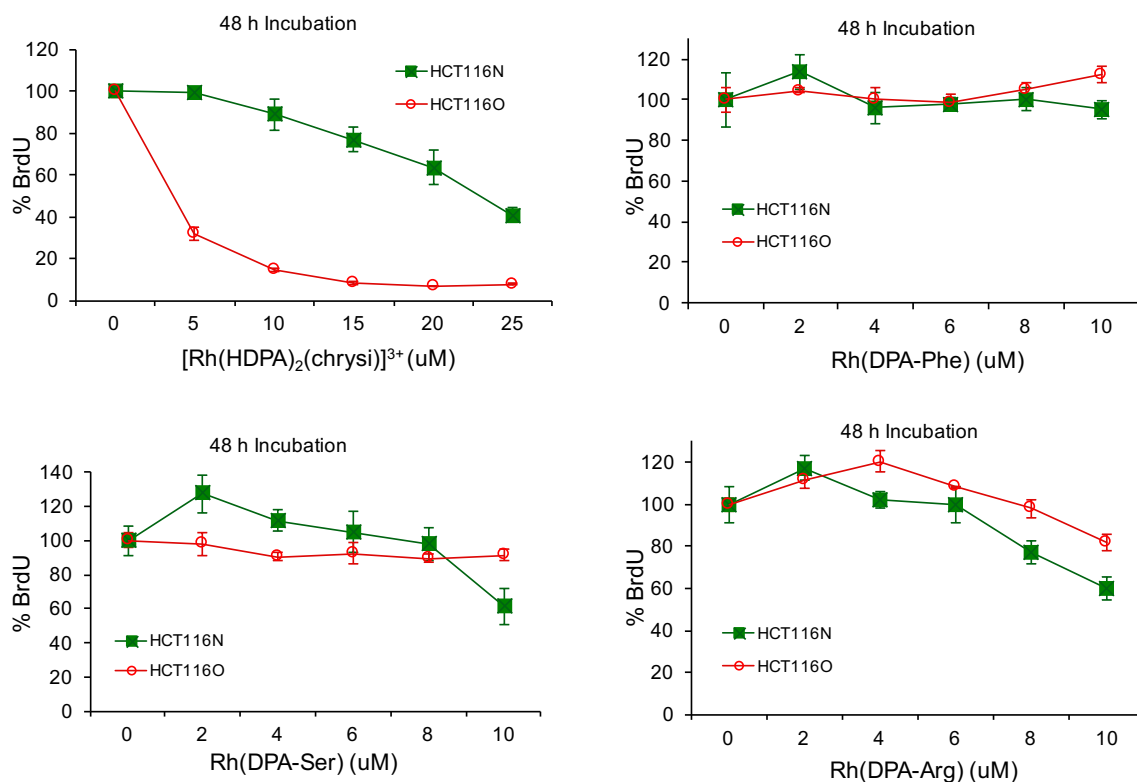 48 h Incubation
120
100
80
60
40
20
0
% BrdU
HCT116N
HCT116O
0 5 10 15 20 25
[Rh(HDPA)₂(chrysi)]³⁺ (uM)
48 h Incubation
120
100
80
60
40
20
0
% BrdU
HCT116N
HCT116O
0 2 4 6 8 10
Rh(DPA-Phe) (uM)
48 h Incubation
140
120
100
80
60
40
20
0
% BrdU
HCT116N
HCT116O
0 2 4 6 8 10
Rh(DPA-Ser) (uM)
48 h Incubation
120
100
80
60
40
20
0
% BrdU
HCT116N
HCT116O
0 2 4 6 8 10
Rh(DPA-Arg) (uM)